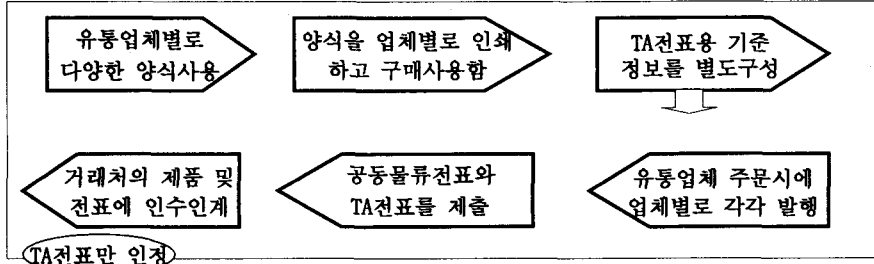 유통업체별로
다양한 양식사용
양식을 업체별로 인쇄
하고 구매사용함
TA전표용 기준
정보를 별도구성
유통업체 주문시에
업체별로 각각 발행
공동물류전표와
TA전표를 제출
거래처의 제품 및
전표에 인수인계
TA전표만 인정